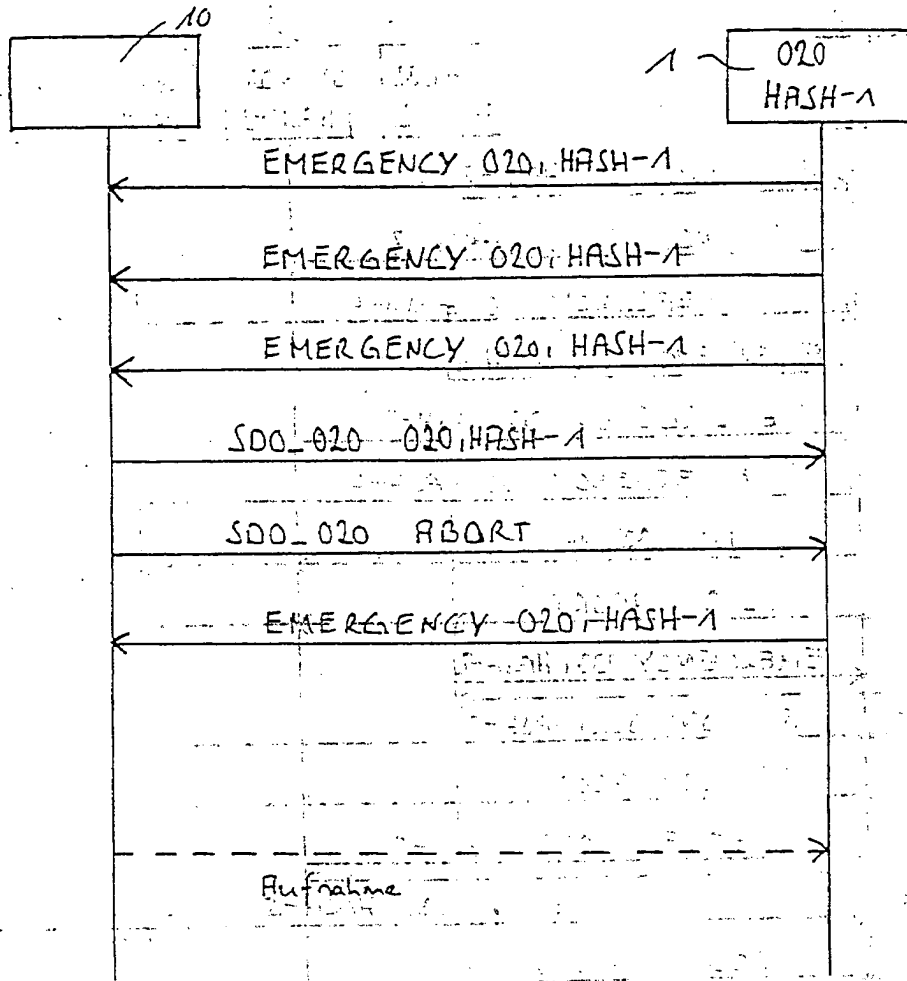 10
1 020
HASH-1
EMERGENCY 020, HASH-1
EMERGENCY 020, HASH-1
EMERGENCY 020, HASH-1
SDO_020 020, HASH-1
SDO_020 ABORT
EMERGENCY 020, HASH-1
Aufnahme